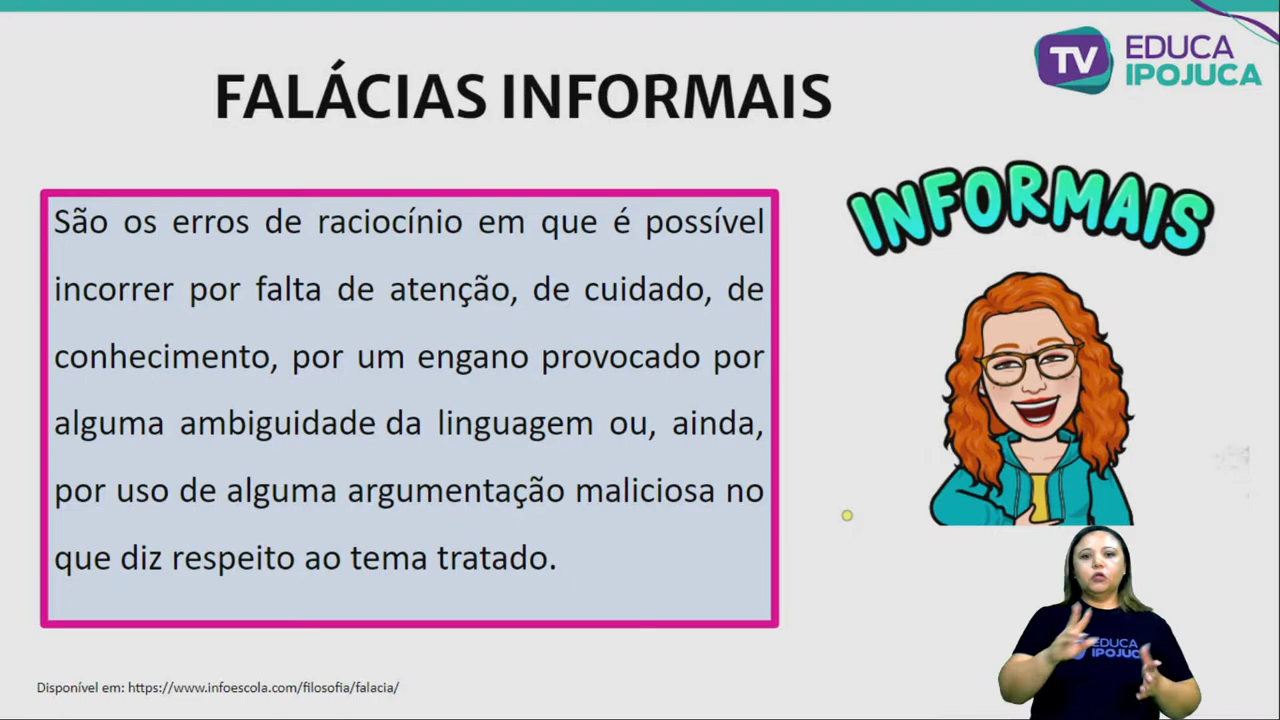 TV EDUCA
IPOJUCA
FALÁCIAS INFORMAIS
INFORMAIS
São os erros de raciocínio em que é possível
incorrer por falta de atenção, de cuidado, de
conhecimento, por um engano provocado por
alguma ambiguidade da linguagem ou, ainda,
por uso de alguma argumentação maliciosa no
que diz respeito ao tema tratado.
EDUCA
IPOJUCA
Disponível em: https://www.infoescola.com/filosofia/falacia/